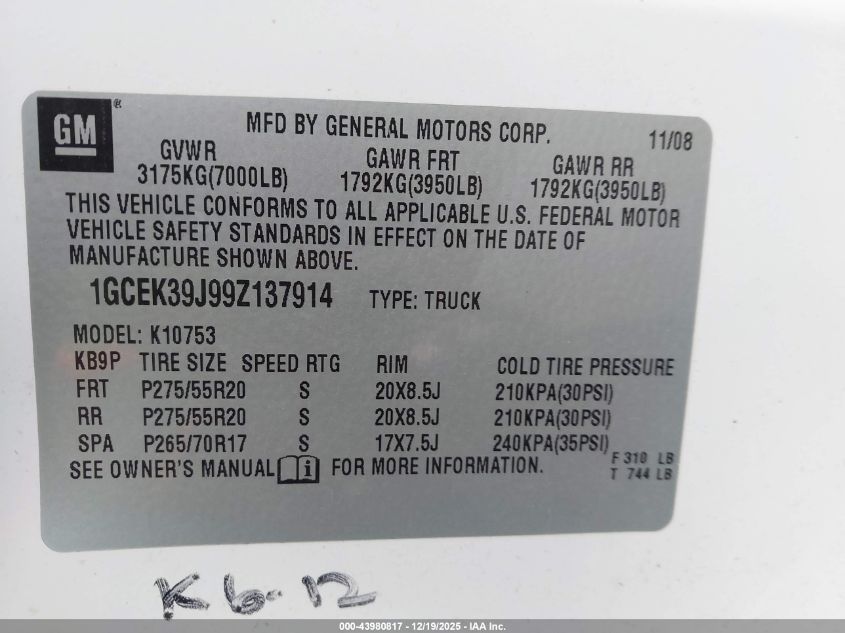 GM ®
MFD BY GENERAL MOTORS CORP. 11/08
GVWR GAWR FRT GAWR RR
3175KG(7000LB) 1792KG(3950LB) 1792KG(3950LB)
THIS VEHICLE CONFORMS TO ALL APPLICABLE U.S. FEDERAL MOTOR
VEHICLE SAFETY STANDARDS IN EFFECT ON THE DATE OF
MANUFACTURE SHOWN ABOVE.
1GCEK39J99Z137914 TYPE: TRUCK
MODEL: K10753
KB9P TIRE SIZE SPEED RTG RIM COLD TIRE PRESSURE
FRT P275/55R20 S 20X8.5J 210KPA(30PSI)
RR P275/55R20 S 20X8.5J 210KPA(30PSI)
SPA P265/70R17 S 17X7.5J 240KPA(35PSI)
SEE OWNER'S MANUAL i FOR MORE INFORMATION.
F 310 LB
T 744 LB
K 6-12
000-43980817 - 12/19/2025 - IAA Inc.